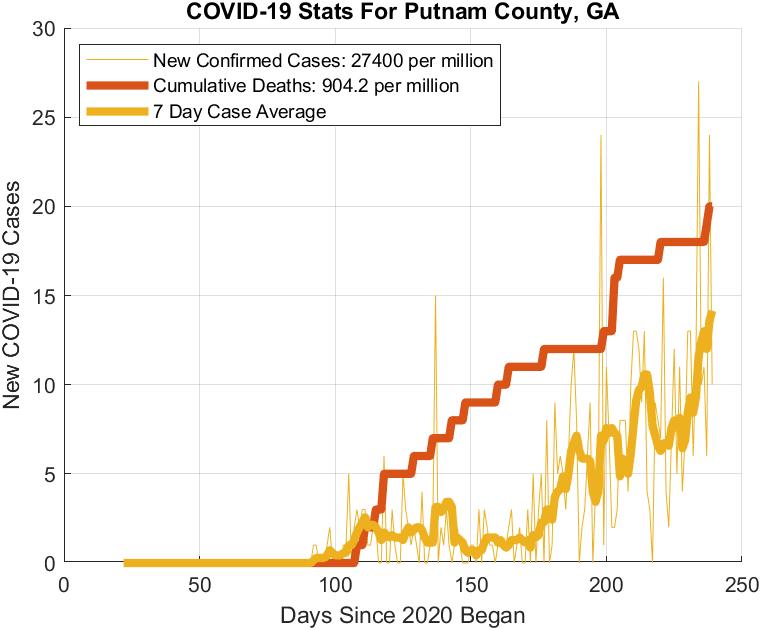 COVID-19 Stats For Putnam County, GA
New Confirmed Cases: 27400 per million
Cumulative Deaths: 904.2 per million
7 Day Case Average
New COVID-19 Cases
30
25
20
15
10
5
0
0 50 100 150 200 250
Days Since 2020 Began